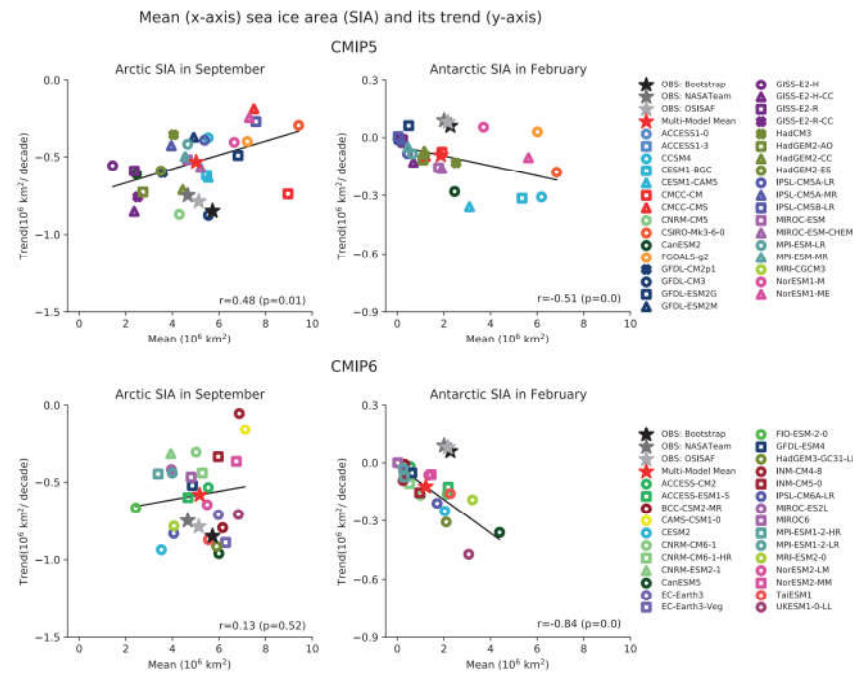 Mean (x-axis) sea ice area (SIA) and its trend (y-axis)
CMIP5
Arctic SIA in September
Antarctic SIA in February
0.0
−0.5
−1.0
−1.5
Trend(10⁶ km²/ decade)
0 2 4 6 8 10
Mean (10⁶ km²)
r=0.48 (p=0.01)
0.3
0.0
−0.3
−0.6
−0.9
Trend(10⁶ km²/ decade)
0 2 4 6 8 10
Mean (10⁶ km²)
r=-0.51 (p=0.0)
OBS: Bootstrap
OBS: NASATeam
OBS: OSISAF
Multi-Model Mean
ACCESS1-0
ACCESS1-3
CCSM4
CESM1-BGC
CESM1-CAM5
CMCC-CM
CMCC-CMS
CNRM-CM5
CSIRO-Mk3-6-0
CanESM2
FGOALS-g2
GFDL-CM2p1
GFDL-CM3
GFDL-ESM2G
GFDL-ESM2M
GISS-E2-H
GISS-E2-H-CC
GISS-E2-R
GISS-E2-R-CC
HadCM3
HadGEM2-AO
HadGEM2-CC
HadGEM2-ES
IPSL-CM5A-LR
IPSL-CM5A-MR
IPSL-CM5B-LR
MIROC-ESM
MIROC-ESM-CHEM
MPI-ESM-LR
MPI-ESM-MR
MRI-CGCM3
NorESM1-M
NorESM1-ME
CMIP6
Arctic SIA in September
Antarctic SIA in February
0.0
−0.5
−1.0
−1.5
Trend(10⁶ km²/ decade)
0 2 4 6 8 10
Mean (10⁶ km²)
r=0.13 (p=0.52)
0.3
0.0
−0.3
−0.6
−0.9
Trend(10⁶ km²/ decade)
0 2 4 6 8 10
Mean (10⁶ km²)
r=-0.84 (p=0.0)
OBS: Bootstrap
OBS: NASATeam
OBS: OSISAF
Multi-Model Mean
ACCESS-CM2
ACCESS-ESM1-5
BCC-CSM2-MR
CAMS-CSM1-0
CESM2
CNRM-CM6-1
CNRM-CM6-1-HR
CNRM-ESM2-1
CanESM5
EC-Earth3
EC-Earth3-Veg
FIO-ESM-2-0
GFDL-ESM4
HadGEM3-GC31-LL
INM-CM4-8
INM-CM5-0
IPSL-CM6A-LR
MIROC-ES2L
MIROC6
MPI-ESM1-2-HR
MPI-ESM1-2-LR
MRI-ESM2-0
NorESM2-LM
NorESM2-MM
TaiESM1
UKESM1-0-LL